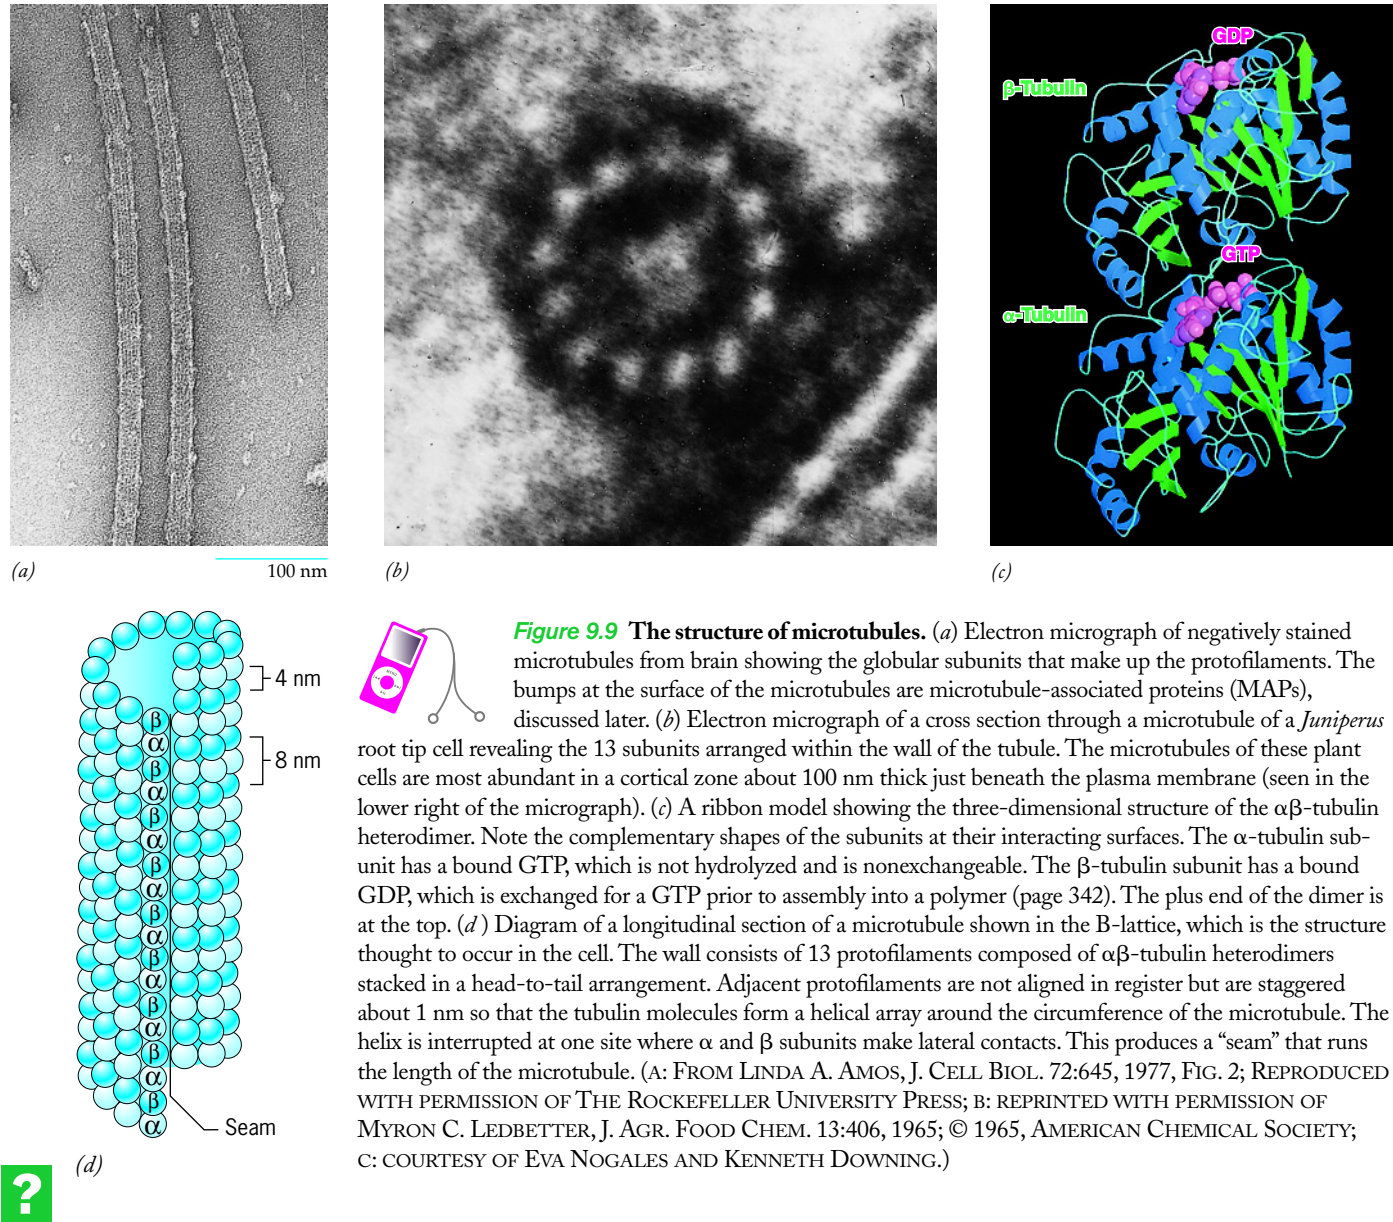 GDP
β-Tubulin
GTP
α-Tubulin
(a)
100 nm
(b)
(c)
4 nm
8 nm
β
α
β
α
β
α
β
α
β
α
β
α
β
α
β
α
β
α
Seam
(d)
Figure 9.9 The structure of microtubules. (a) Electron micrograph of negatively stained
microtubules from brain showing the globular subunits that make up the protofilaments. The
bumps at the surface of the microtubules are microtubule-associated proteins (MAPs),
discussed later. (b) Electron micrograph of a cross section through a microtubule of a Juniperus
root tip cell revealing the 13 subunits arranged within the wall of the tubule. The microtubules of these plant
cells are most abundant in a cortical zone about 100 nm thick just beneath the plasma membrane (seen in the
lower right of the micrograph). (c) A ribbon model showing the three-dimensional structure of the αβ-tubulin
heterodimer. Note the complementary shapes of the subunits at their interacting surfaces. The α-tubulin sub-
unit has a bound GTP, which is not hydrolyzed and is nonexchangeable. The β-tubulin subunit has a bound
GDP, which is exchanged for a GTP prior to assembly into a polymer (page 342). The plus end of the dimer is
at the top. (d ) Diagram of a longitudinal section of a microtubule shown in the B-lattice, which is the structure
thought to occur in the cell. The wall consists of 13 protofilaments composed of αβ-tubulin heterodimers
stacked in a head-to-tail arrangement. Adjacent protofilaments are not aligned in register but are staggered
about 1 nm so that the tubulin molecules form a helical array around the circumference of the microtubule. The
helix is interrupted at one site where α and β subunits make lateral contacts. This produces a “seam” that runs
the length of the microtubule. (A: FROM LINDA A. AMOS, J. CELL BIOL. 72:645, 1977, FIG. 2; REPRODUCED
WITH PERMISSION OF THE ROCKEFELLER UNIVERSITY PRESS; B: REPRINTED WITH PERMISSION OF
MYRON C. LEDBETTER, J. AGR. FOOD CHEM. 13:406, 1965; © 1965, AMERICAN CHEMICAL SOCIETY;
C: COURTESY OF EVA NOGALES AND KENNETH DOWNING.)
?